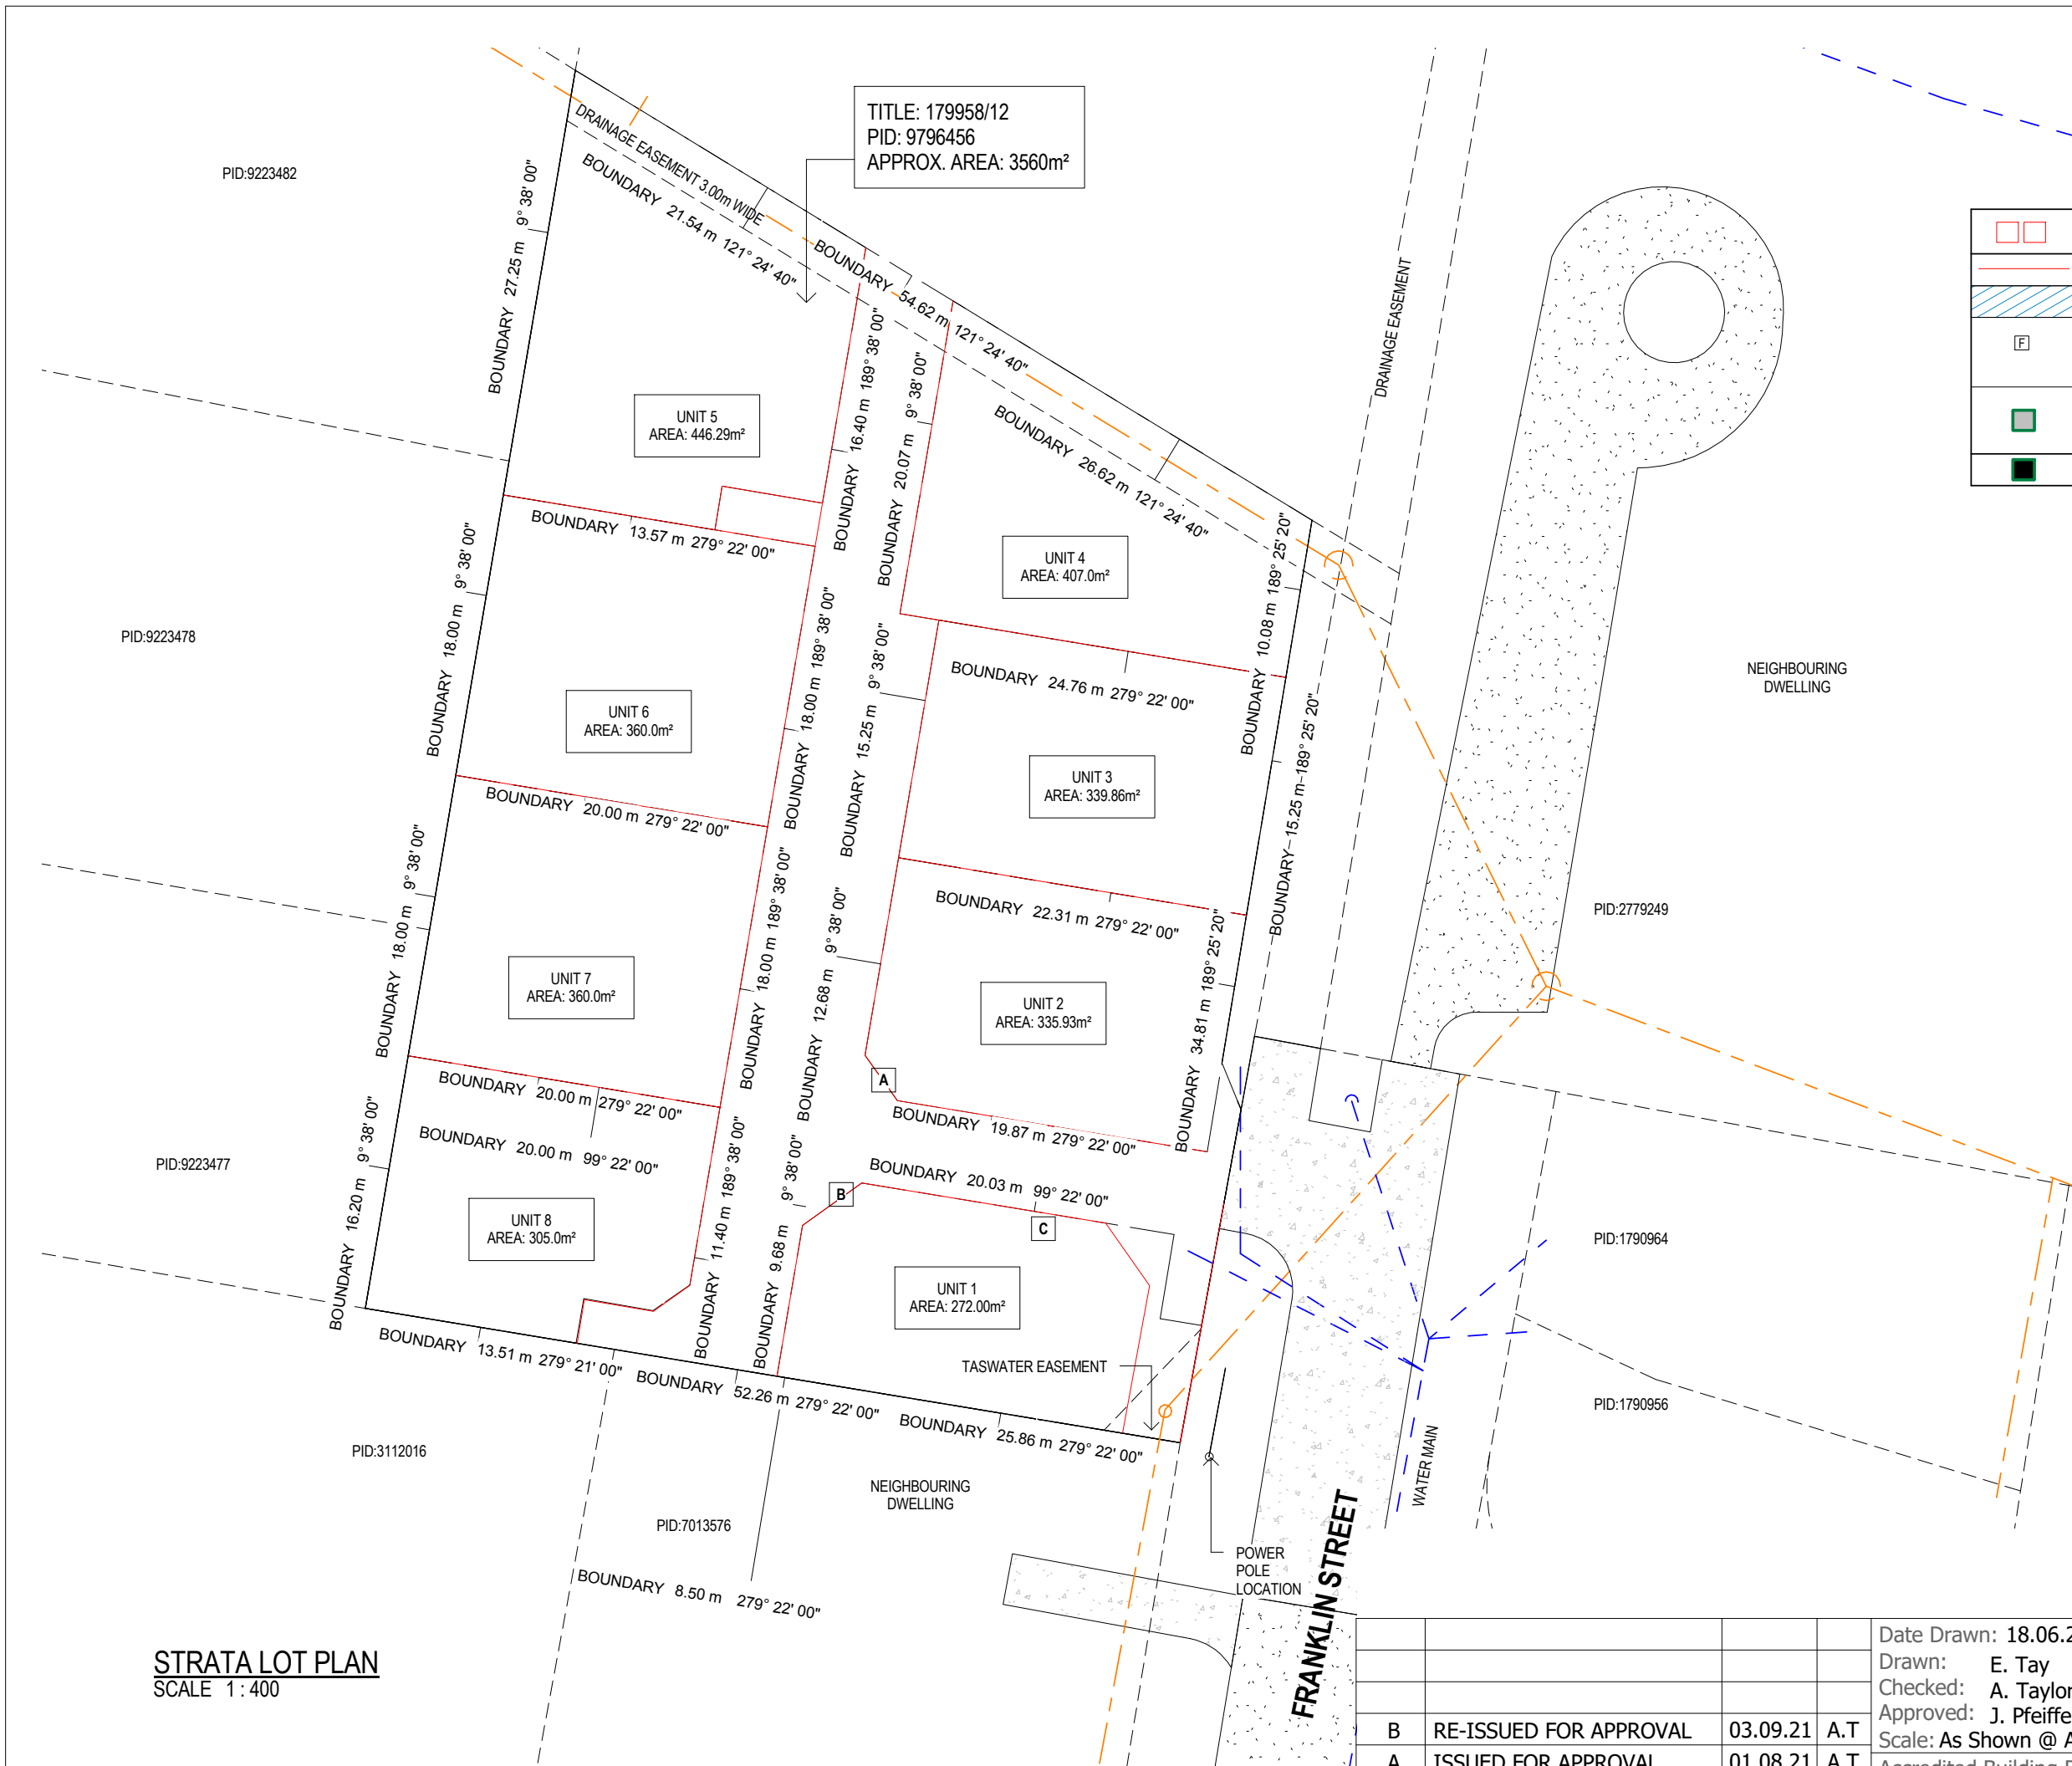 TITLE: 179958/12
PID: 9796456
APPROX. AREA: 3560m²
PID:9223482
DRAINAGE EASEMENT 3.00m WIDE
BOUNDARY 21.54 m 121° 24' 40"
BOUNDARY 54.62 m 121° 24' 40"
BOUNDARY 27.25 m 9° 38' 00"
DRAINAGE EASEMENT
F
BOUNDARY 16.40 m 189° 38' 00"
BOUNDARY 20.07 m 9° 38' 00"
UNIT 5
AREA: 446.29m²
BOUNDARY 26.62 m 121° 24' 40"
BOUNDARY 13.57 m 279° 22' 00"
UNIT 4
AREA: 407.0m²
BOUNDARY 10.08 m 189° 25' 20"
PID:9223478
BOUNDARY 18.00 m 9° 38' 00"
BOUNDARY 18.00 m 189° 38' 00"
BOUNDARY 15.25 m 9° 38' 00"
BOUNDARY 24.76 m 279° 22' 00"
NEIGHBOURING
DWELLING
UNIT 6
AREA: 360.0m²
UNIT 3
AREA: 339.86m²
BOUNDARY 15.25 m 189° 25' 20"
BOUNDARY 20.00 m 279° 22' 00"
BOUNDARY 18.00 m 9° 38' 00"
BOUNDARY 18.00 m 189° 38' 00"
BOUNDARY 12.68 m 9° 38' 00"
BOUNDARY 22.31 m 279° 22' 00"
PID:2779249
UNIT 7
AREA: 360.0m²
UNIT 2
AREA: 335.93m²
BOUNDARY 34.81 m 189° 25' 20"
A
BOUNDARY 20.00 m 279° 22' 00"
BOUNDARY 19.87 m 279° 22' 00"
BOUNDARY 20.00 m 99° 22' 00"
PID:9223477
BOUNDARY 16.20 m 9° 38' 00"
BOUNDARY 11.40 m 189° 38' 00"
BOUNDARY 9.68 m 9° 38' 00"
B
BOUNDARY 20.03 m 99° 22' 00"
C
UNIT 8
AREA: 305.0m²
PID:1790964
UNIT 1
AREA: 272.00m²
BOUNDARY 13.51 m 279° 21' 00"
BOUNDARY 52.26 m 279° 22' 00"
BOUNDARY 25.86 m 279° 22' 00"
TASWATER EASEMENT
PID:1790956
PID:3112016
WATER MAIN
NEIGHBOURING
DWELLING
PID:7013576
POWER
POLE
LOCATION
FRANKLIN STREET
BOUNDARY 8.50 m 279° 22' 00"
STRATA LOT PLAN
SCALE 1 : 400
Date Drawn: 18.06.2
Drawn: E. Tay
Checked: A. Taylor
Approved: J. Pfeiffe
B RE-ISSUED FOR APPROVAL 03.09.21 A.T
Scale: As Shown @ A
A ISSUED FOR APPROVAL 01.08.21 A.T
Accredited Building